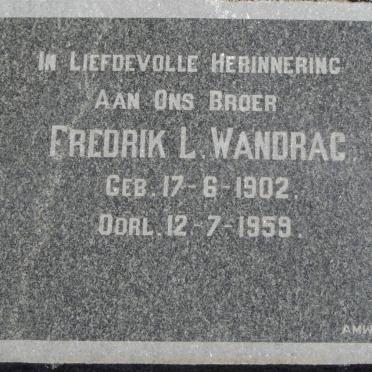 In Liefdevolle Herinnering
aan Ons Broer
Fredrik L. Wandrag
Geb. 17-6-1902.
Oorl. 12-7-1959.
AMW